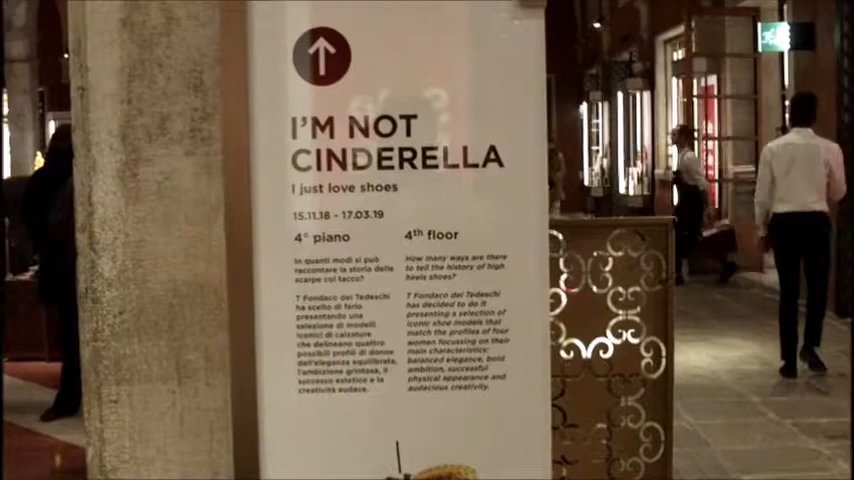 I'M NOT
CINDERELLA
I just love shoes
15.11.18 - 17.03.19
4° piano
In quanti modi si può
raccontare la storia delle
scarpe col tacco?
T Fondaco dei Tedeschi
ha scelto di farlo
presentando una
selezione di modelli
iconici di calzature
che delineano quattro
possibili profili di donne
dall'eleganza equilibrata,
l'ambizione grintosa, il
successo estetico e la
creatività audace.
4th floor
How many ways are there
to tell the history of high
heels shoes?
T Fondaco dei Tedeschi
has decided to do it
presenting a selection of
iconic shoe models that
match the profiles of four
women focussing on their
main characteristics:
balanced elegance, bold
ambition, successful
physical appearance and
audacious creativity.